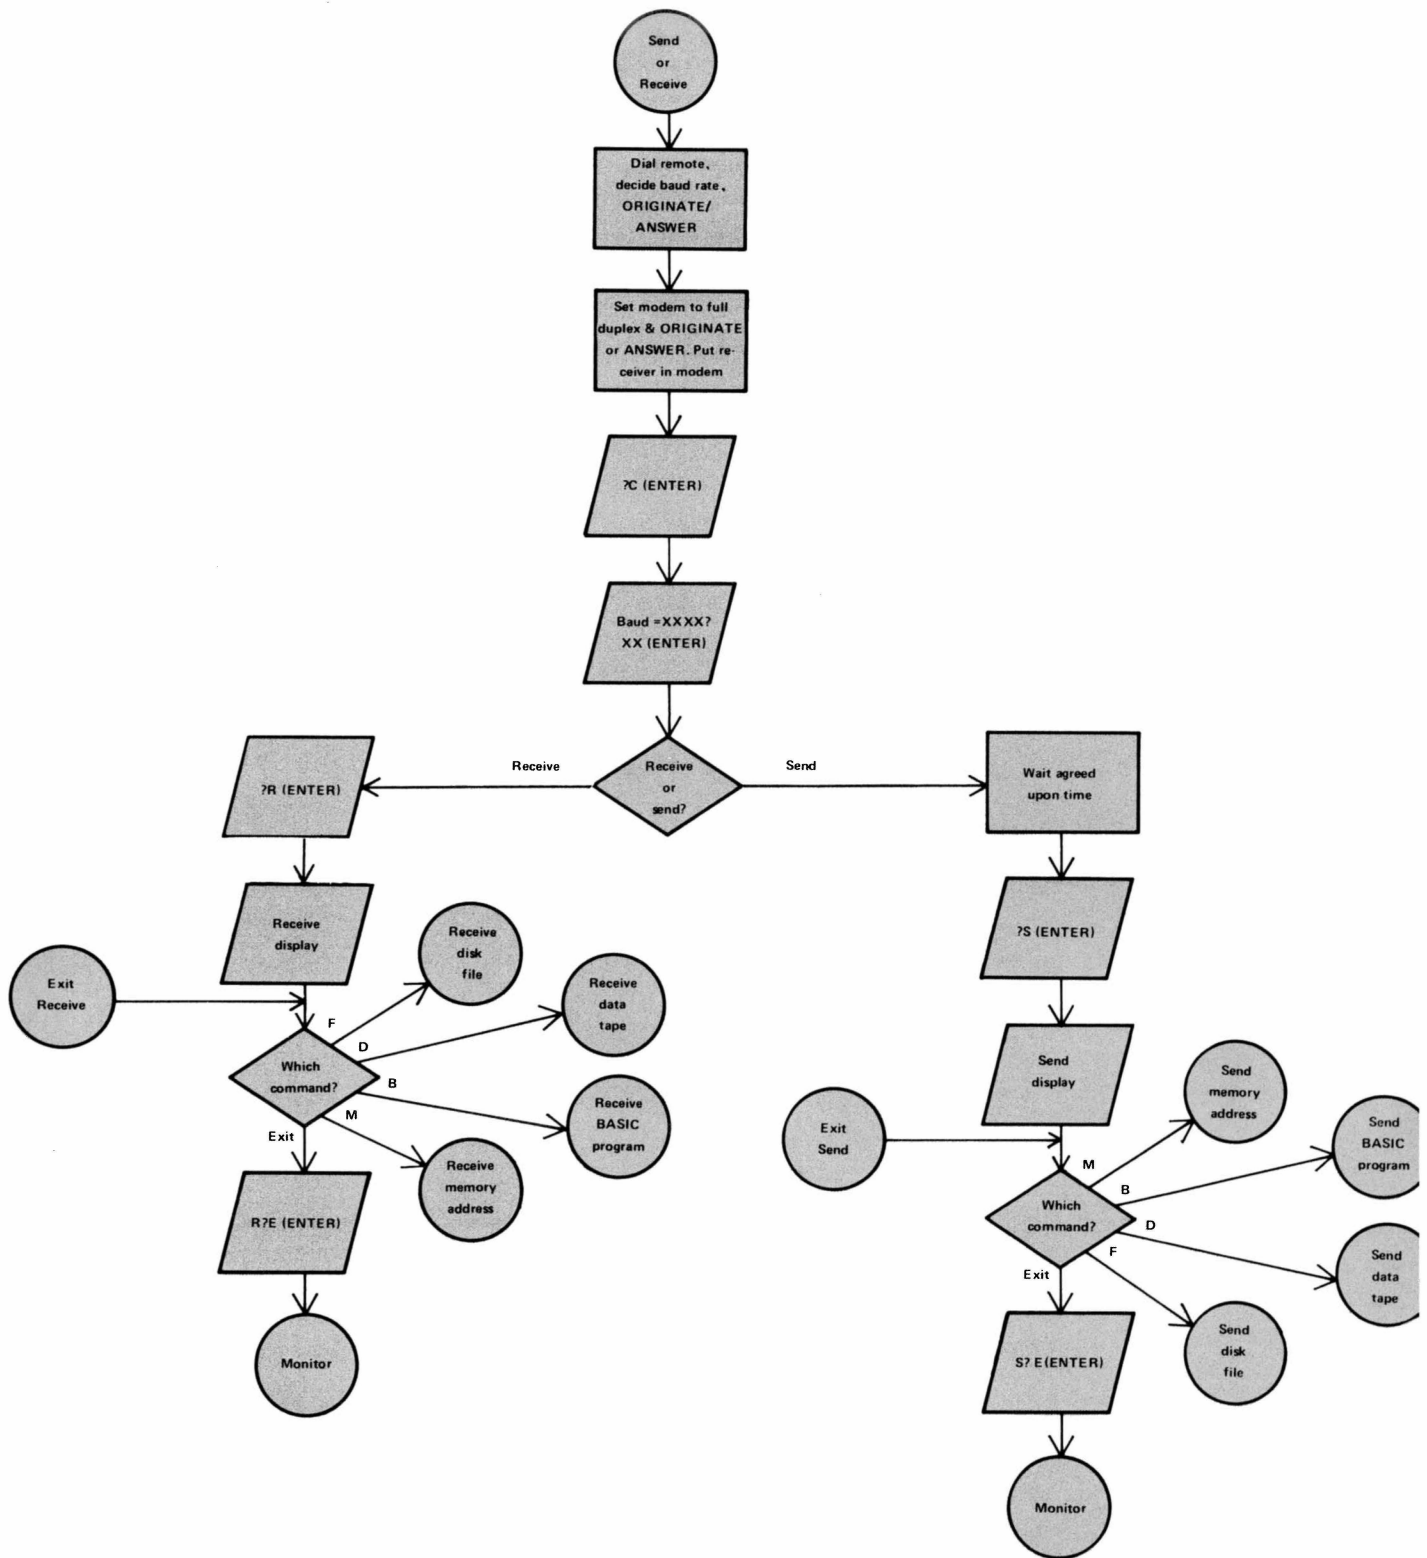 Send
or
Receive
Dial remote,
decide baud rate,
ORIGINATE/
ANSWER
Set modem to full
duplex & ORIGINATE
or ANSWER. Put re-
ceiver in modem
?C (ENTER)
Baud =XXXX?
XX (ENTER)
Receive
or
send?
Receive
Send
?R (ENTER)
Receive
display
Exit
Receive
Which
command?
F
D
B
M
Exit
Receive
disk
file
Receive
data
tape
Receive
BASIC
program
Receive
memory
address
R?E (ENTER)
Monitor
Wait agreed
upon time
?S (ENTER)
Send
display
Exit
Send
Which
command?
M
B
D
F
Exit
Send
memory
address
Send
BASIC
program
Send
data
tape
Send
disk
file
S? E(ENTER)
Monitor